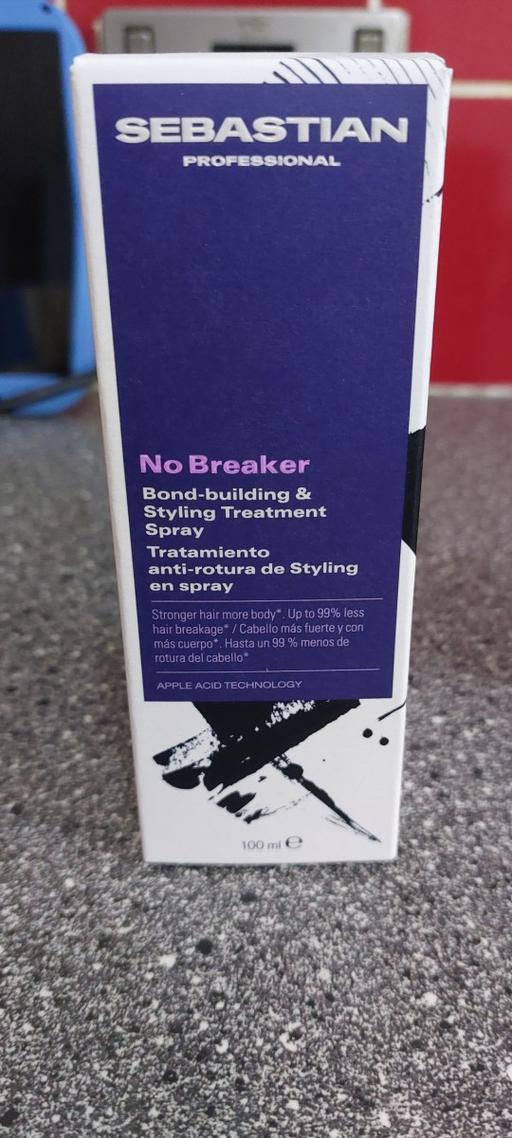 SEBASTIAN
PROFESSIONAL
No Breaker
Bond-building &
Styling Treatment
Spray
Tratamiento
anti-rotura de Styling
en spray
Stronger hair more body*. Up to 99% less
hair breakage* / Cabello más fuerte y con
más cuerpo*. Hasta un 99 % menos de
rotura del cabello*
APPLE ACID TECHNOLOGY
100 ml ℮